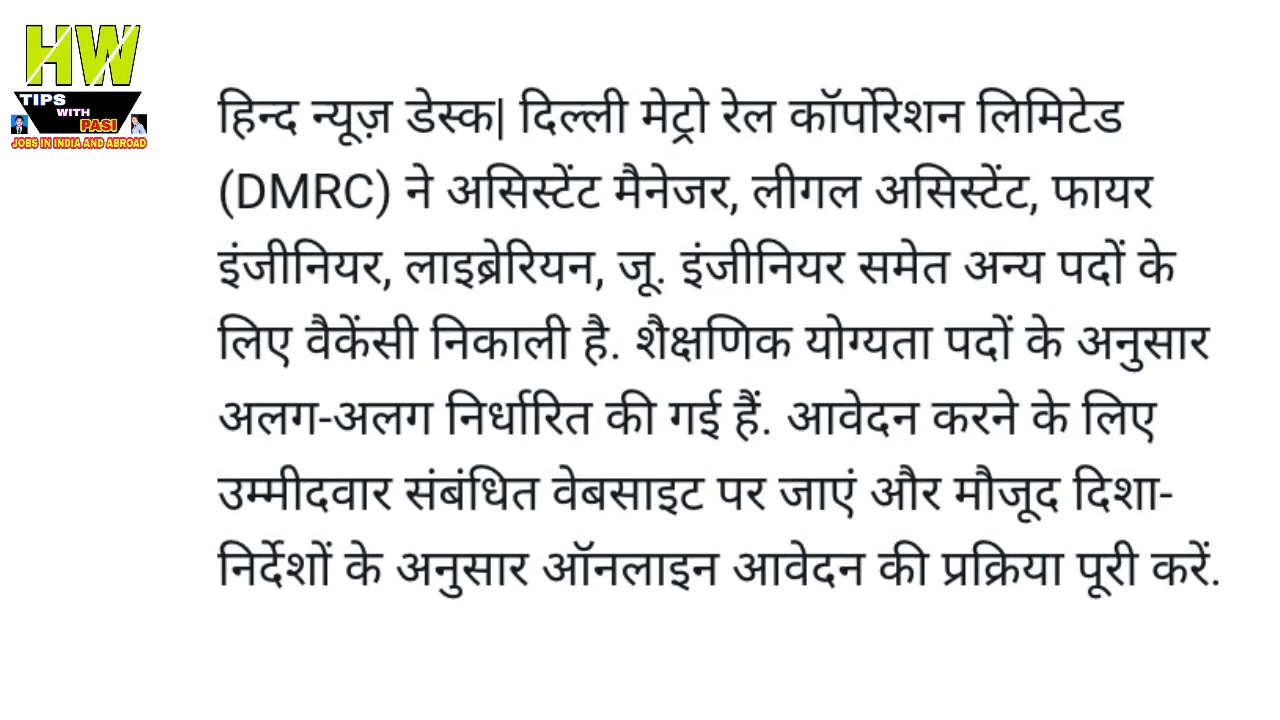 HW
TIPS
WITH
PASI
JOBS IN INDIA AND ABROAD
हिन्द न्यूज़ डेस्क| दिल्ली मेट्रो रेल कॉर्पोरेशन लिमिटेड
(DMRC) ने असिस्टेंट मैनेजर, लीगल असिस्टेंट, फायर
इंजीनियर, लाइब्रेरियन, जू. इंजीनियर समेत अन्य पदों के
लिए वैकेंसी निकाली है. शैक्षणिक योग्यता पदों के अनुसार
अलग-अलग निर्धारित की गई हैं. आवेदन करने के लिए
उम्मीदवार संबंधित वेबसाइट पर जाएं और मौजूद दिशा-
निर्देशों के अनुसार ऑनलाइन आवेदन की प्रक्रिया पूरी करें.